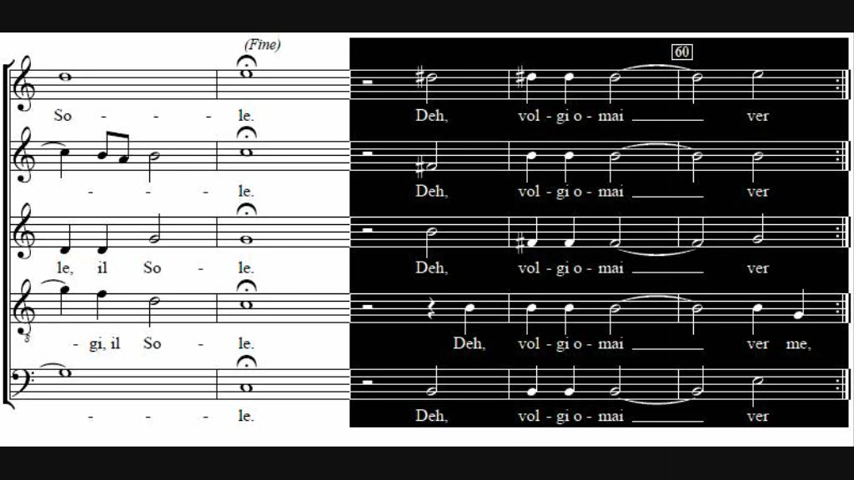 (Fine)
60
So - - - le. Deh, vol - gi o - mai ver
- - le. Deh, vol - gi o - mai ver
le, il So - le. Deh, vol - gi o - mai ver
- gi, il So - le. Deh, vol - gi o - mai ver me,
8
- - le. Deh, vol - gi o - mai ver